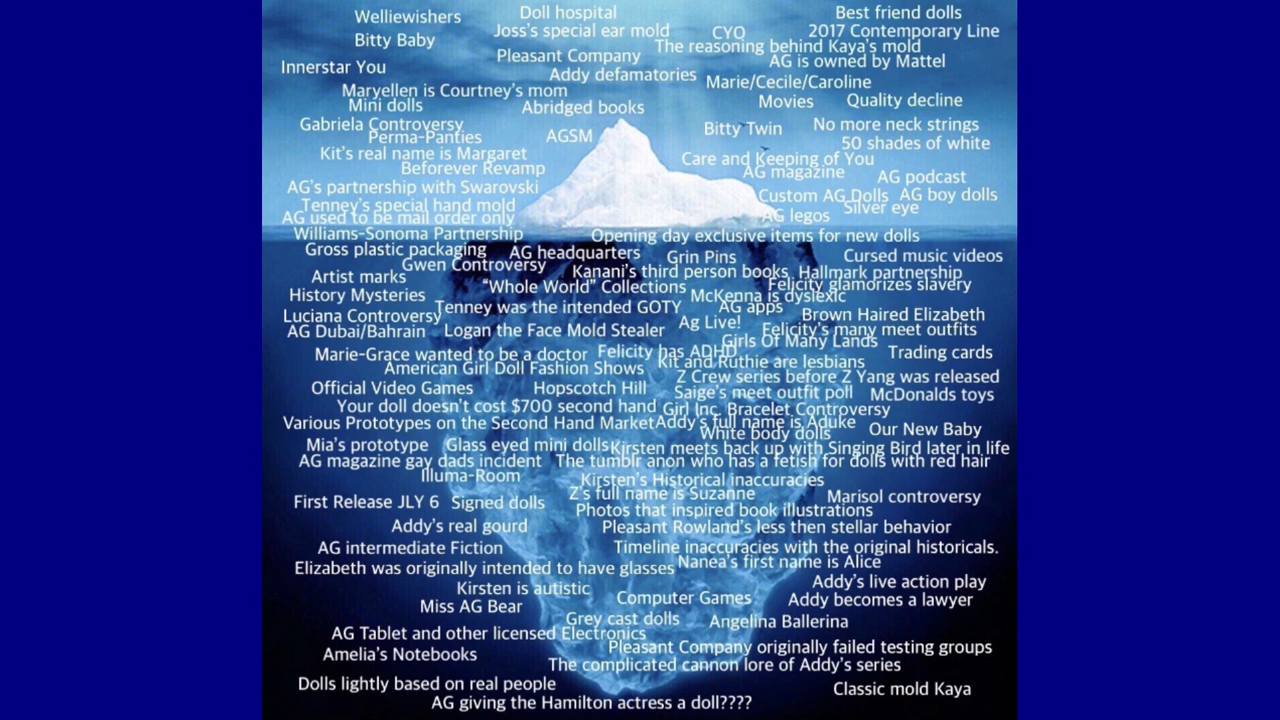 Welliewishers
Doll hospital
Best friend dolls
Bitty Baby
Joss's special ear mold
CYO
2017 Contemporary Line
The reasoning behind Kaya's mold
Innerstar You
Pleasant Company
AG is owned by Mattel
Addy defamatories
Marie/Cecile/Caroline
Maryellen is Courtney's mom
Mini dolls
Abridged books
Movies
Quality decline
Gabriela Controversy
Perma-Panties
AGSM
Bitty Twin
No more neck strings
50 shades of white
Kit's real name is Margaret
Care and Keeping of You
Beforever Revamp
AG magazine
AG podcast
AG's partnership with Swarovski
Custom AG Dolls
AG boy dolls
Tenney's special hand mold
Silver eye
AG used to be mail order only
AG legos
Williams-Sonoma Partnership
Opening day exclusive items for new dolls
Gross plastic packaging
AG headquarters
Grin Pins
Cursed music videos
Gwen Controversy
Artist marks
Kanani's third person books
Hallmark partnership
"Whole World" Collections
Felicity glamorizes slavery
History Mysteries
McKenna is dyslexic
Tenney was the intended GOTY
AG apps
Luciana Controversy
Brown Haired Elizabeth
AG Dubai/Bahrain
Logan the Face Mold Stealer
Ag Live!
Felicity's many meet outfits
Girls Of Many Lands
Marie-Grace wanted to be a doctor
Felicity has ADHD
Trading cards
American Girl Doll Fashion Shows
Kit and Ruthie are lesbians
Z Crew series before Z Yang was released
Official Video Games
Hopscotch Hill
Saige's meet outfit poll
McDonalds toys
Your doll doesn't cost $700 second hand
Girl Inc. Bracelet Controversy
Various Prototypes on the Second Hand Market
Addy's full name is Aduke
White body dolls
Our New Baby
Mia's prototype
Glass eyed mini dolls
Kirsten meets back up with Singing Bird later in life
AG magazine gay dads incident
The tumblr anon who has a fetish for dolls with red hair
Illuma-Room
Kirsten's Historical inaccuracies
Z's full name is Suzanne
First Release JLY 6
Signed dolls
Marisol controversy
Photos that inspired book illustrations
Addy's real gourd
Pleasant Rowland's less then stellar behavior
AG intermediate Fiction
Timeline inaccuracies with the original historicals.
Elizabeth was originally intended to have glasses
Nanea's first name is Alice
Kirsten is autistic
Addy's live action play
Miss AG Bear
Computer Games
Addy becomes a lawyer
Grey cast dolls
Angelina Ballerina
AG Tablet and other licensed Electronics
Pleasant Company originally failed testing groups
Amelia's Notebooks
The complicated cannon lore of Addy's series
Dolls lightly based on real people
Classic mold Kaya
AG giving the Hamilton actress a doll????